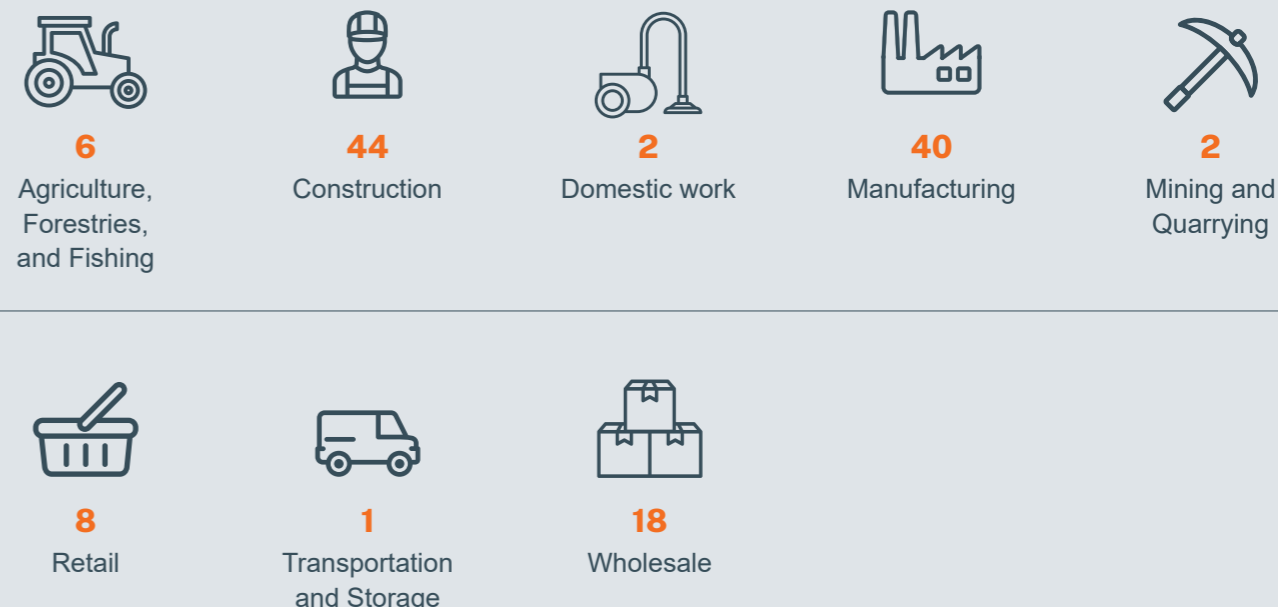 6
Agriculture,
Forestries,
and Fishing
44
Construction
2
Domestic work
40
Manufacturing
2
Mining and
Quarrying
8
Retail
1
Transportation
and Storage
18
Wholesale